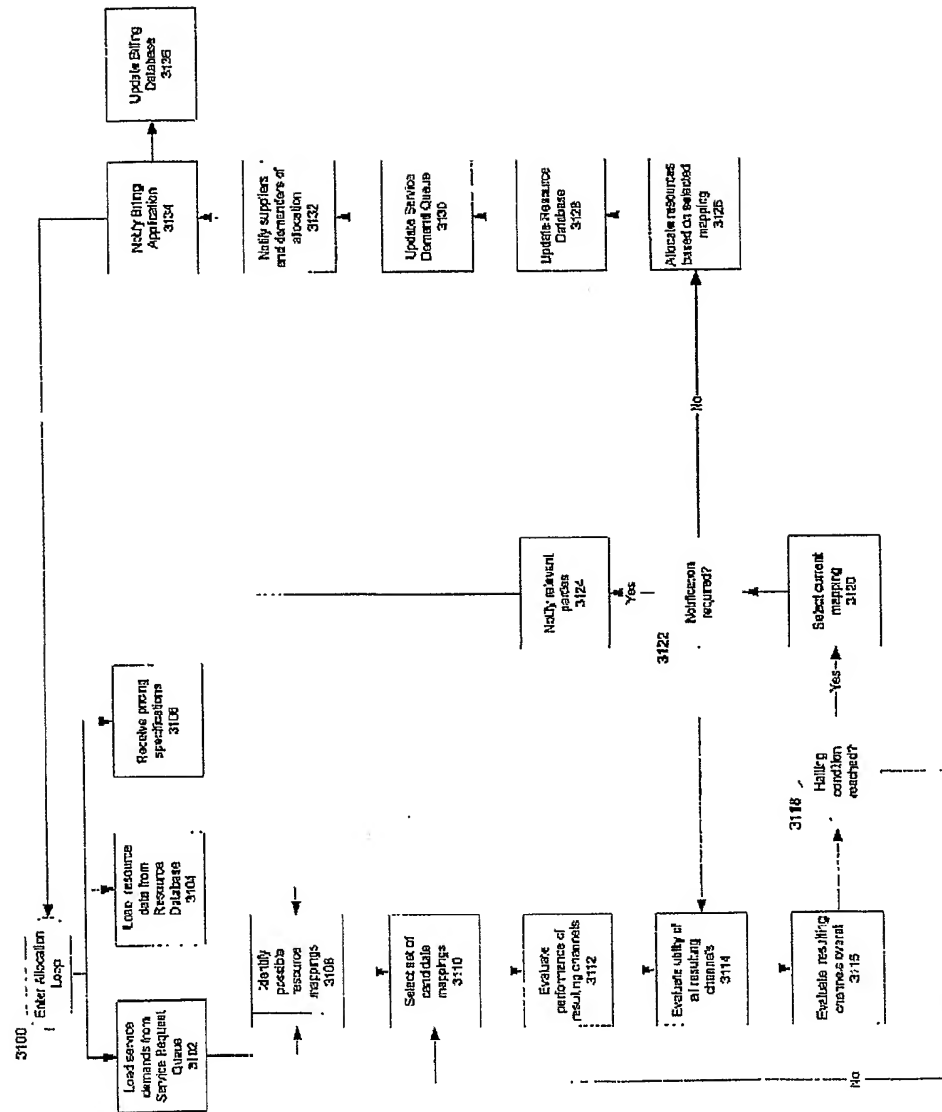 3100
Enter Allocation
Loop
Load service
demands from
Service Request
Queue
3102
Load resource
data from
Resource
Database
3104
Receive pricing
specifications
3106
Identify
possible
resource
mappings
3108
Select set of
candidate
mappings
3110
Evaluate
performance of
resulting channels
3112
Evaluate utility of
all resulting
channels
3114
Evaluate resulting
channels overall
3116
3118
Halting
condition
reached?
Yes
No
Select current
mapping
3120
3122
Notification
required?
Yes
No
Notify relevant
parties
3124
Allocate resources
based on selected
mapping
3126
Update Resource
Database
3128
Update Service
Demand Queue
3130
Notify suppliers
and demanders of
allocation
3132
Notify Billing
Application
3134
Update Billing
Database
3136